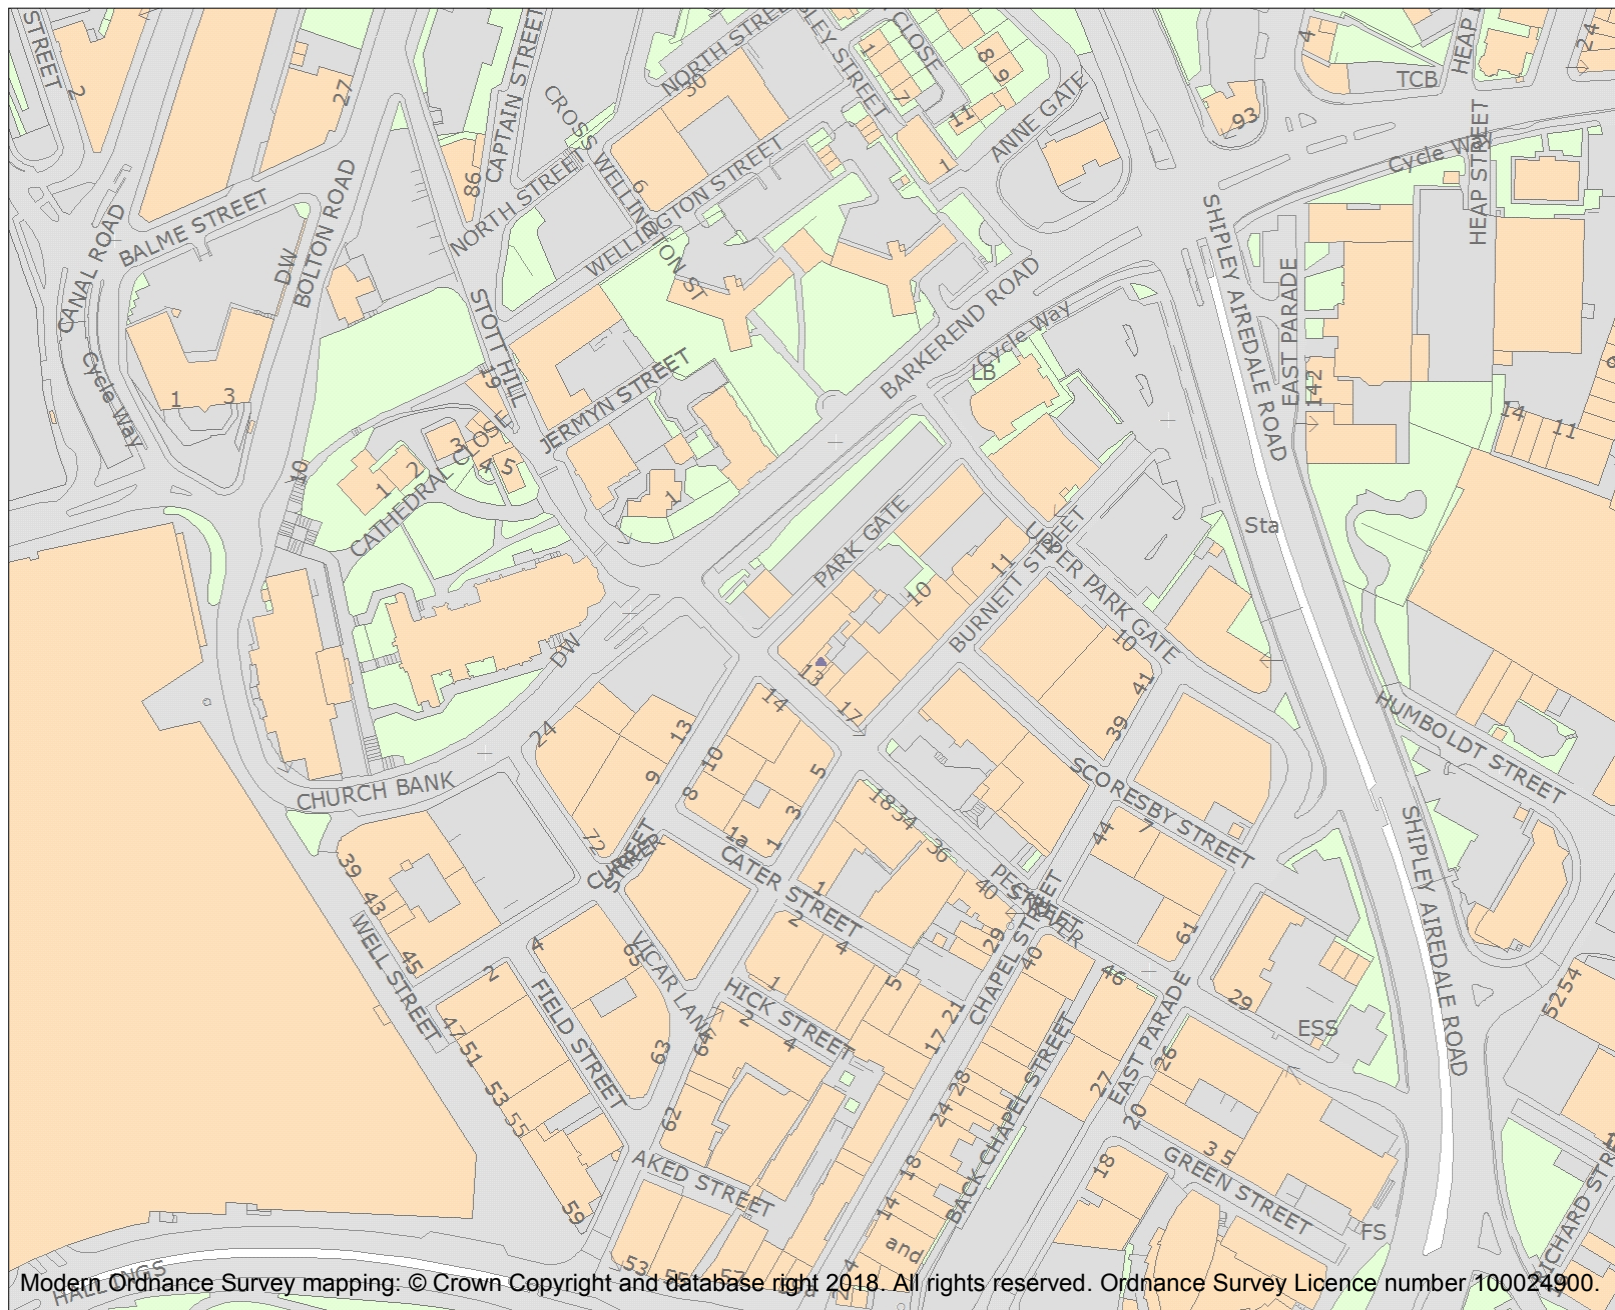 STREET
2
27
CAPTAIN STREET
NORTH STREET
30
CLOSE
1
7
8
9
11
ANNE GATE
4
TCB
HEAP
24
93
Cycle Way
HEAP STREET
CROSS WELLINGTON ST
86
NORTH STREET
6
WELLINGTON STREET
1
BALME STREET
CANAL ROAD
DW
BOLTON ROAD
Cycle Way
1
3
STOTT HILL
19
JERMYN STREET
BARKEREND ROAD
Cycle Way
LB
SHIPLEY AIREDALE ROAD
EAST PARADE
142
14
11
10
CATHEDRAL CLOSE
1
2
3
4
5
1
PARK GATE
Sta
UPPER PARK GATE
11
10
BURNETT STREET
10
41
39
DW
13
17
14
HUMBOLDT STREET
CHURCH BANK
24
13
9
10
8
5
3
1a
1
72
CURRER
STREET
CATER STREET
18
34
36
40
PECKOVER
STREET
SCORESBY STREET
44
7
61
SHIPLEY AIREDALE ROAD
39
43
45
WELL STREET
2
4
65
VICAR LANE
FIELD STREET
63
47
51
53
55
59
1
2
4
5
1
HICK STREET
2
4
64
62
CHAPEL STREET
29
40
21
17
46
EAST PARADE
29
ESS
52
54
28
24
18
14
and
BACK CHAPEL STREET
27
26
20
3
5
18
GREEN STREET
FS
AKED STREET
53
57
RICHARD STREET
HALL INGS
Modern Ordnance Survey mapping: © Crown Copyright and database right 2018. All rights reserved. Ordnance Survey Licence number 100024900.